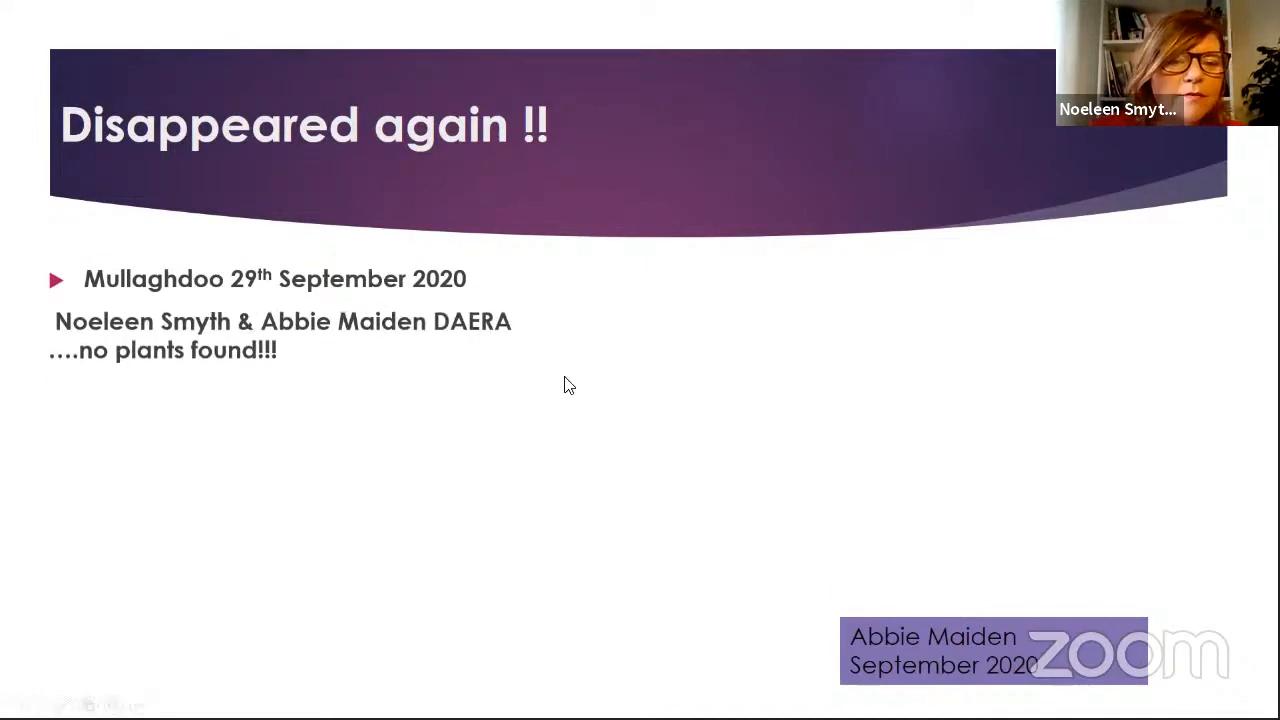 Disappeared again !!
Noeleen Smyt...
Mullaghdoo 29th September 2020
Noeleen Smyth & Abbie Maiden DAERA
....no plants found!!!
Abbie Maiden
September 2020
zoom